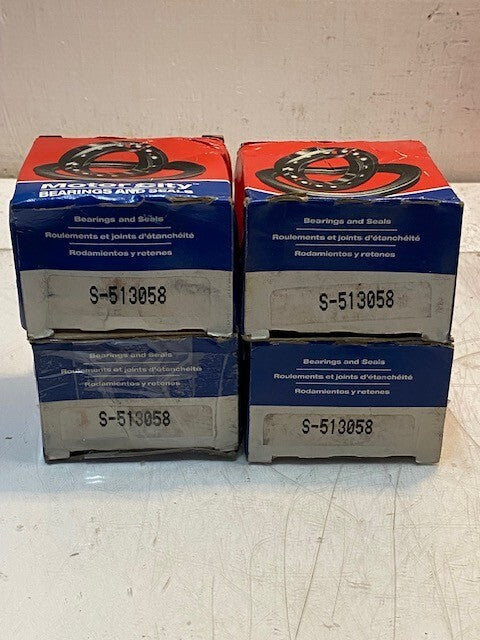 MotorCity
BEARINGS AND SEALS
Bearings and Seals
Roulements et joints d'étanchéité
Rodamientos y retenes
S-513058
Bearings and Seals
Roulements et joints d'étanchéité
Rodamientos y retenes
S-513058
Bearings and Seals
Roulements et joints d'étanchéité
Rodamientos y retenes
S-513058
Bearings and Seals
Roulements et joints d'étanchéité
Rodamientos y retenes
S-513058